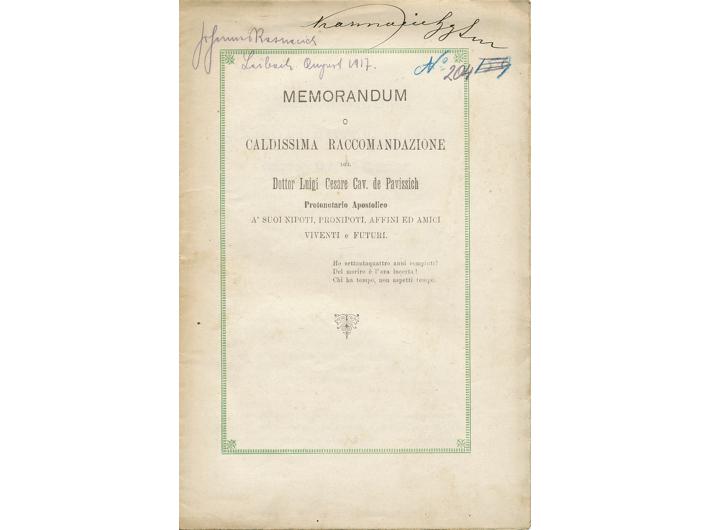 Laibach. August 1917.
No 204
MEMORANDUM
O
CALDISSIMA RACCOMANDAZIONE
DEL
Dottor Luigi Cesare Cav. de Pavissich
Protonotario Apostolico
A' SUOI NIPOTI, PRONIPOTI, AFFINI ED AMICI
VIVENTI e FUTURI.
Ho settantaquattro anni compiuti!
Del morire è l'ora incerta!
Chi ha tempo, non aspetti tempo.